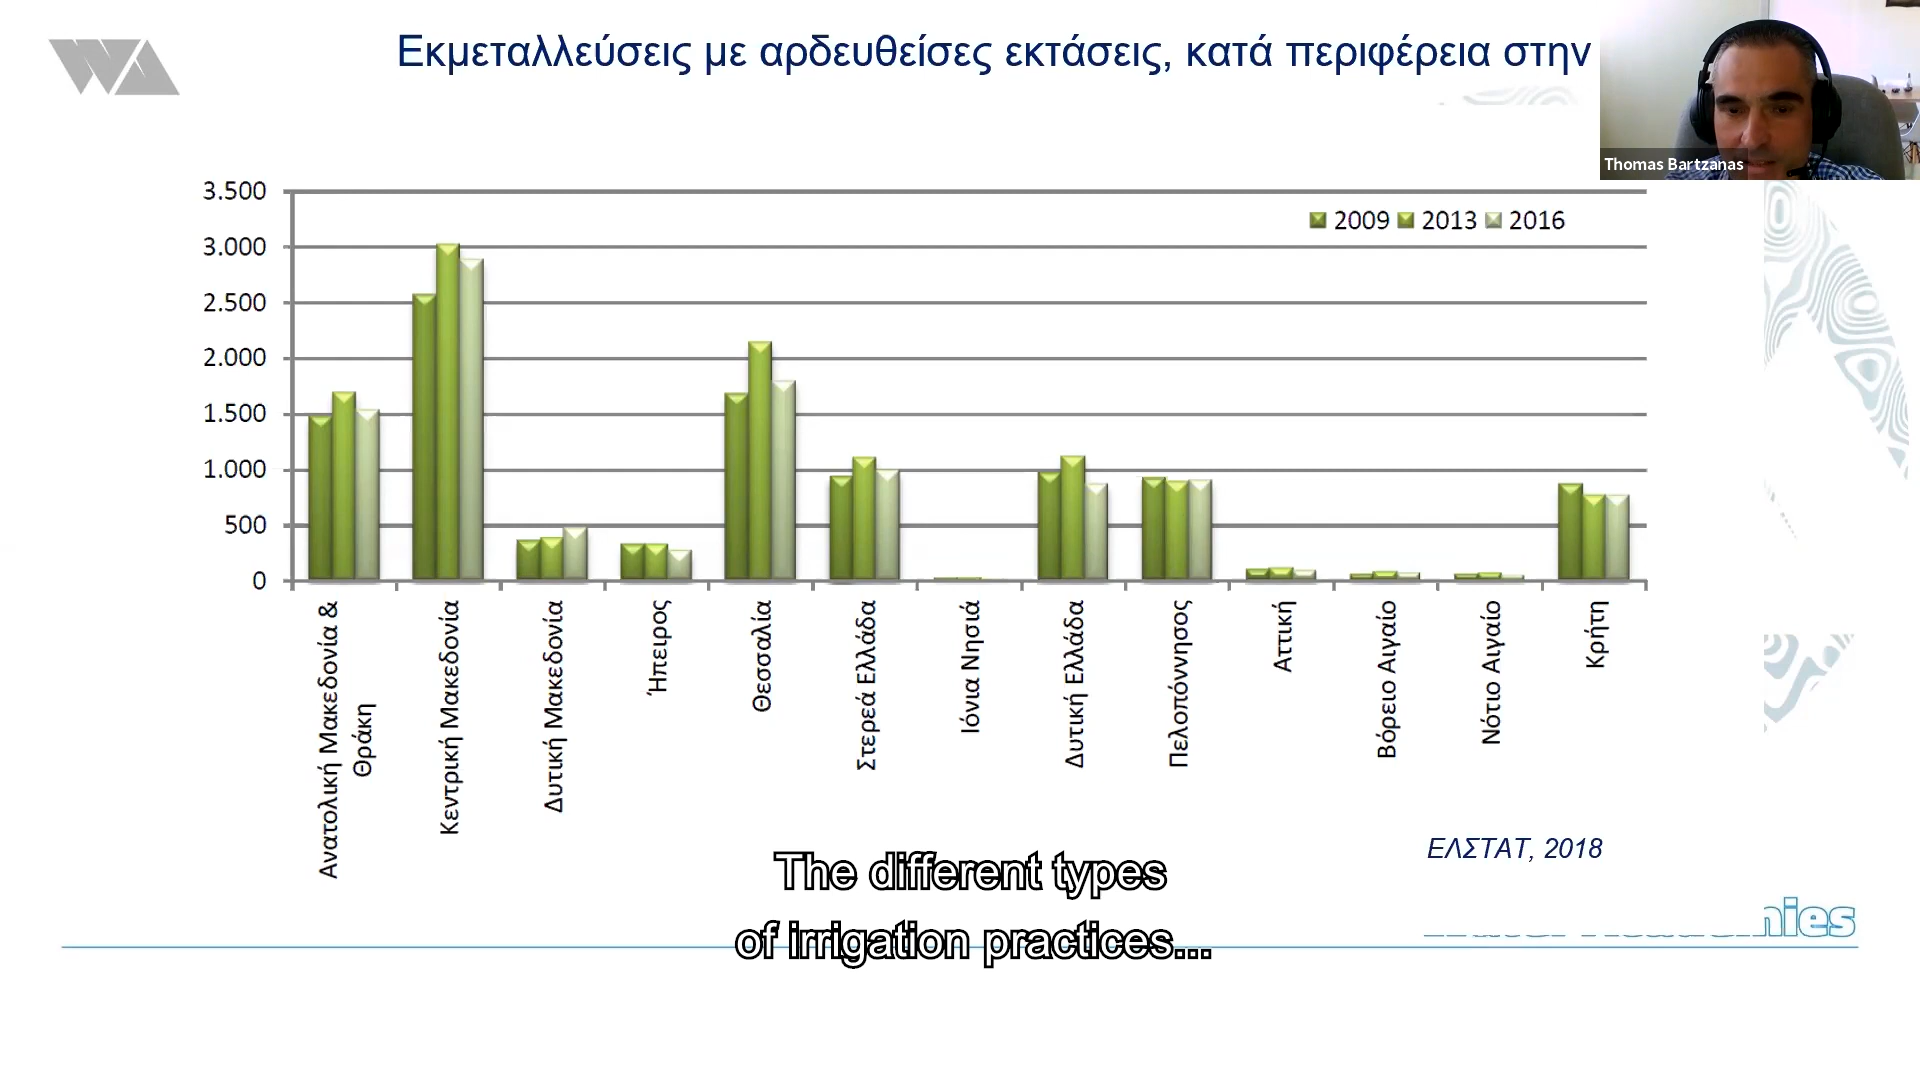 Εκμεταλλεύσεις με αρδευθείσες εκτάσεις, κατά περιφέρεια στην
Thomas Bartzanas
3.500
3.000
2.500
2.000
1.500
1.000
500
0
2009 2013 2016
Ανατολική Μακεδονία &
Θράκη
Κεντρική Μακεδονία
Δυτική Μακεδονία
Ήπειρος
Θεσσαλία
Στερεά Ελλάδα
Ιόνια Νησιά
Δυτική Ελλάδα
Πελοπόννησος
Αττική
Βόρειο Αιγαίο
Νότιο Αιγαίο
Κρήτη
ΕΛΣΤΑΤ, 2018
The different types
of irrigation practices...